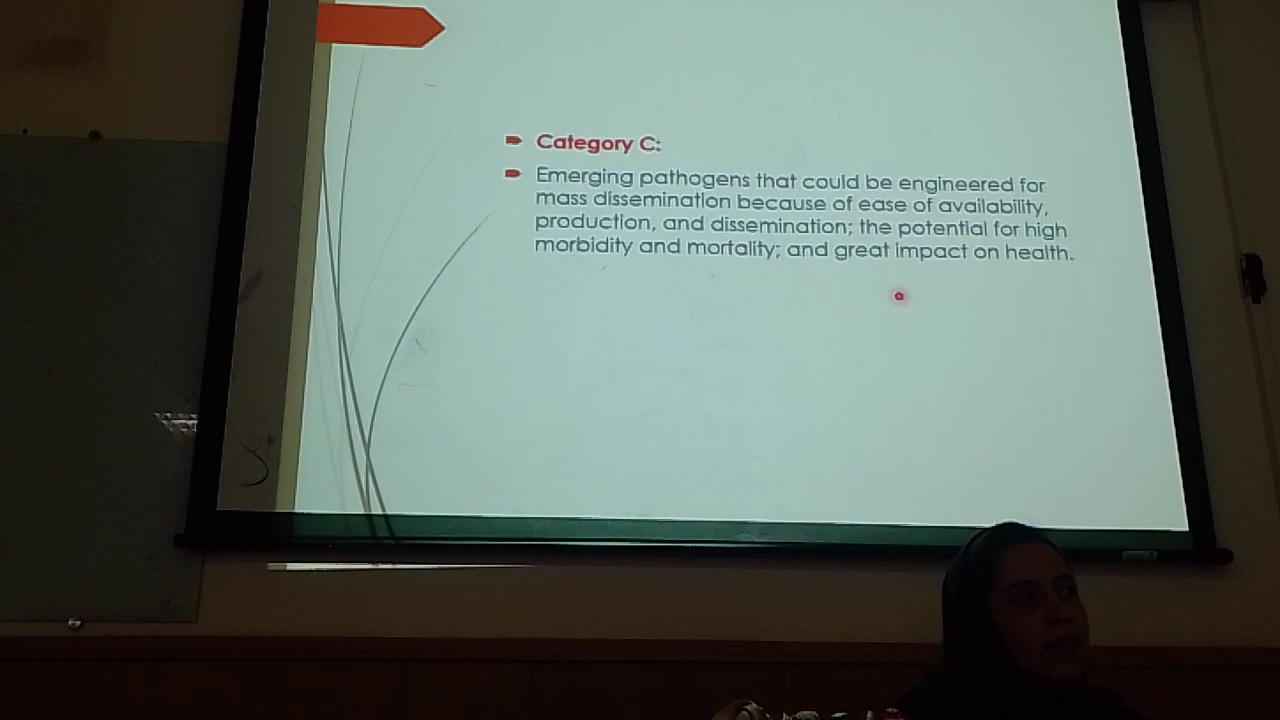 Category C:
Emerging pathogens that could be engineered for
mass dissemination because of ease of availability,
production, and dissemination; the potential for high
morbidity and mortality; and great impact on health.